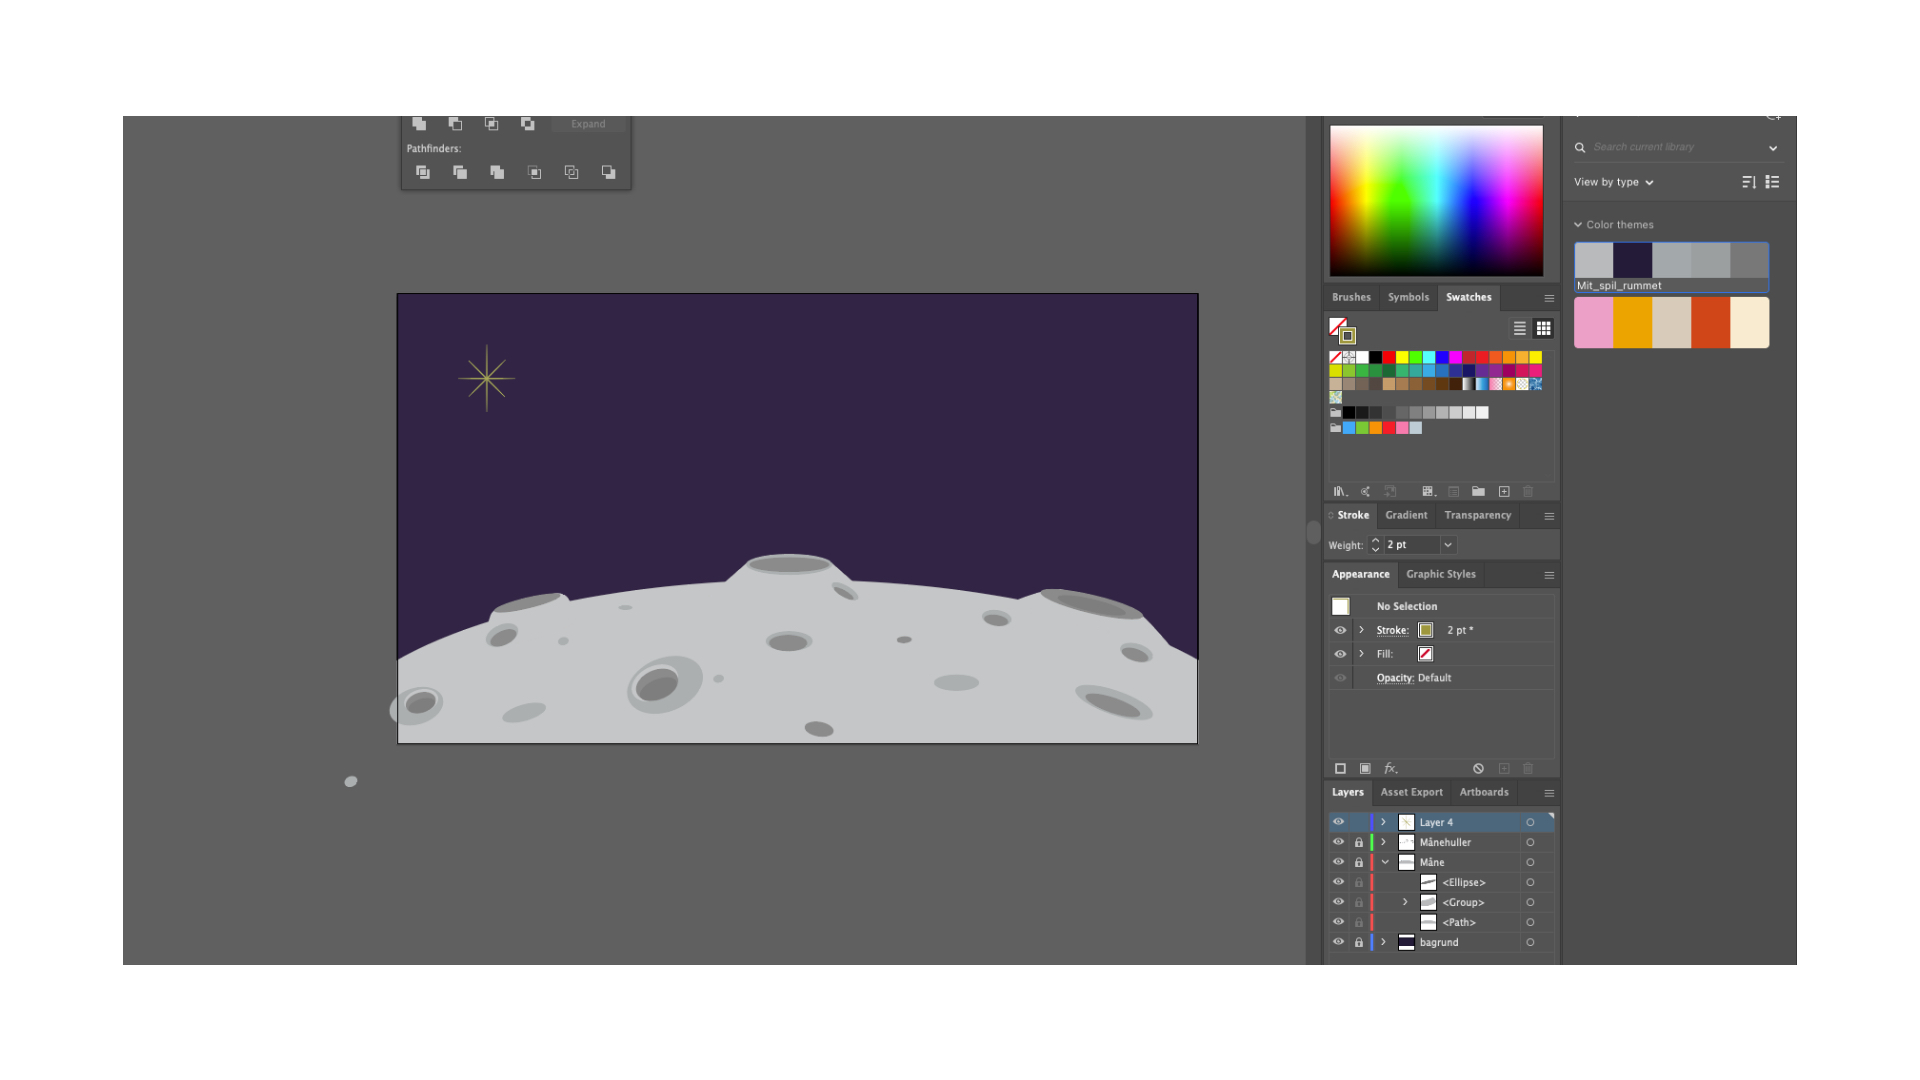 Expand
Pathfinders:
Search current library
View by type
Color themes
Mit_spil_rummet
Brushes Symbols Swatches
Stroke Gradient Transparency
Weight: 2 pt
Appearance Graphic Styles
No Selection
Stroke: 2 pt *
Fill:
Opacity: Default
fx.
Layers Asset Export Artboards
Layer 4
Månehuller
Måne
<Ellipse>
<Group>
<Path>
bagrund